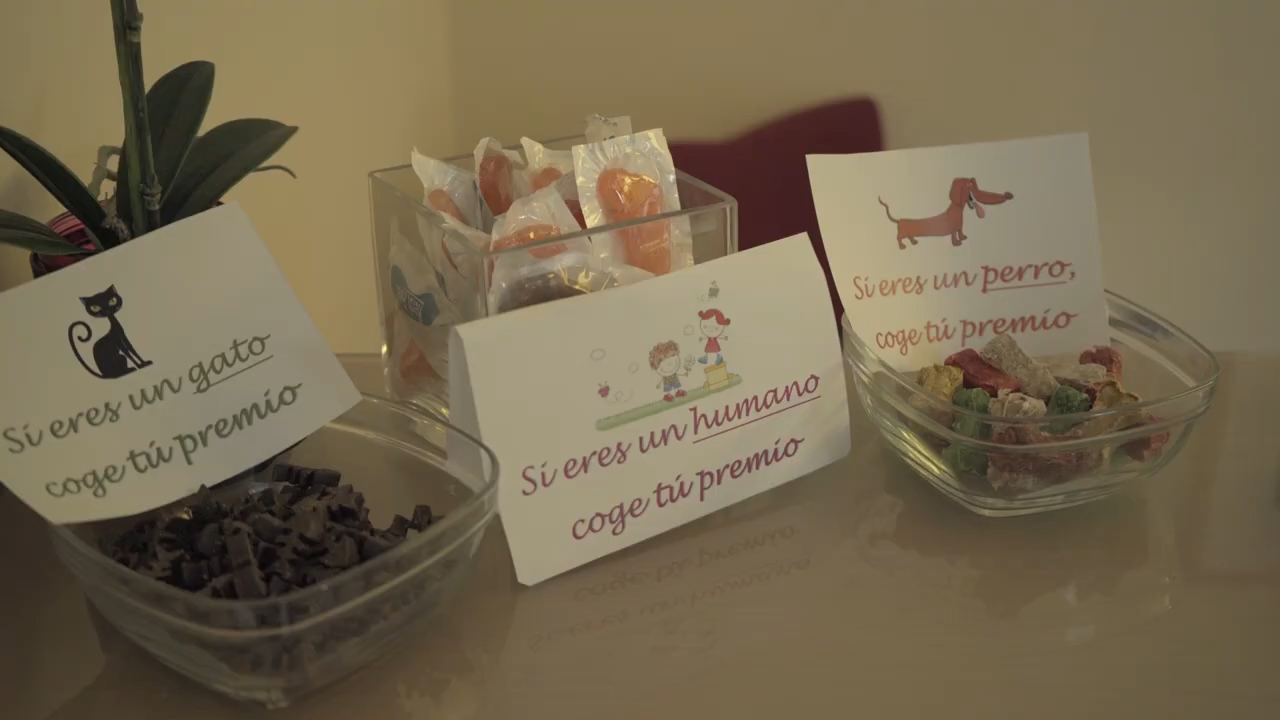 Si eres un gato
coge tú premio
Si eres un humano
coge tú premio
Si eres un perro,
coge tú premio